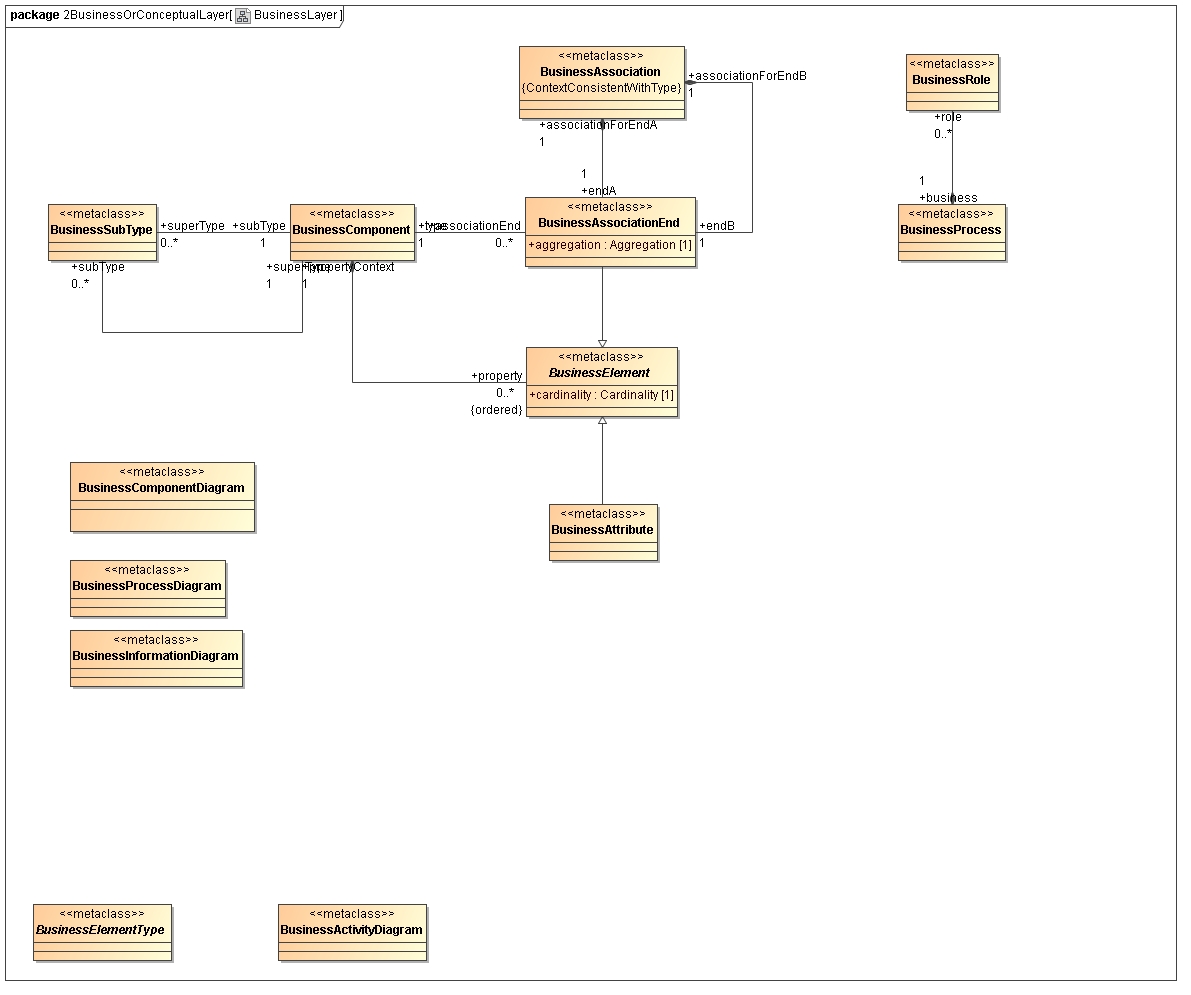 package 2BusinessOrConceptualLayer[ BusinessLayer ]
<<metaclass>>
BusinessAssociation
{ContextConsistentWithType}
+associationForEndB
1
+associationForEndA
1
<<metaclass>>
BusinessRole
+role
0..*
1
+business
<<metaclass>>
BusinessProcess
1
+endA
<<metaclass>>
BusinessSubType
+superType
0..*
+subType
1
<<metaclass>>
BusinessComponent
+type
1
+associationEnd
0..*
<<metaclass>>
BusinessAssociationEnd
+aggregation : Aggregation [1]
+endB
1
+subType
0..*
+superType
1
+propertyContext
1
<<metaclass>>
BusinessElement
+cardinality : Cardinality [1]
+property
0..*
{ordered}
<<metaclass>>
BusinessComponentDiagram
<<metaclass>>
BusinessAttribute
<<metaclass>>
BusinessProcessDiagram
<<metaclass>>
BusinessInformationDiagram
<<metaclass>>
BusinessElementType
<<metaclass>>
BusinessActivityDiagram